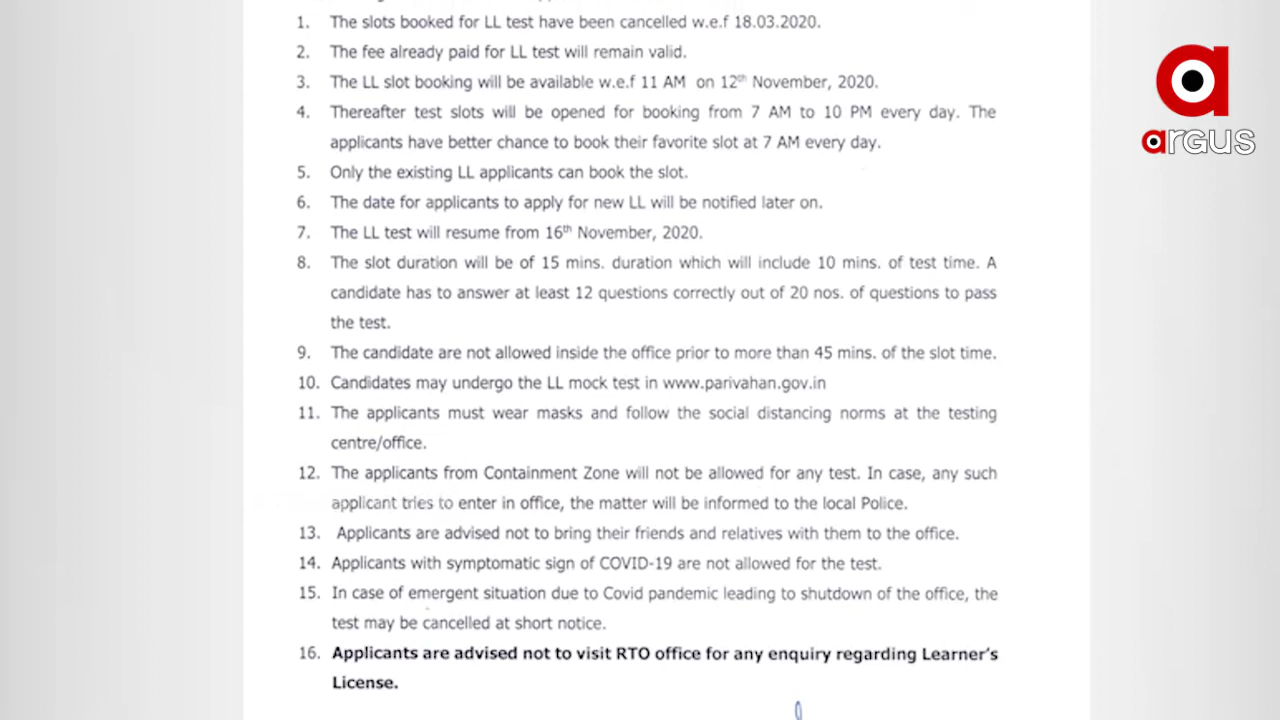 1. The slots booked for LL test have been cancelled w.e.f 18.03.2020.
2. The fee already paid for LL test will remain valid.
3. The LL slot booking will be available w.e.f 11 AM on 12th November, 2020.
4. Thereafter test slots will be opened for booking from 7 AM to 10 PM every day. The
applicants have better chance to book their favorite slot at 7 AM every day.
5. Only the existing LL applicants can book the slot.
6. The date for applicants to apply for new LL will be notified later on.
7. The LL test will resume from 16th November, 2020.
8. The slot duration will be of 15 mins. duration which will include 10 mins. of test time. A
candidate has to answer at least 12 questions correctly out of 20 nos. of questions to pass
the test.
9. The candidate are not allowed inside the office prior to more than 45 mins. of the slot time.
10. Candidates may undergo the LL mock test in www.parivahan.gov.in
11. The applicants must wear masks and follow the social distancing norms at the testing
centre/office.
12. The applicants from Containment Zone will not be allowed for any test. In case, any such
applicant tries to enter in office, the matter will be informed to the local Police.
13. Applicants are advised not to bring their friends and relatives with them to the office.
14. Applicants with symptomatic sign of COVID-19 are not allowed for the test.
15. In case of emergent situation due to Covid pandemic leading to shutdown of the office, the
test may be cancelled at short notice.
16. Applicants are advised not to visit RTO office for any enquiry regarding Learner's
License.
a
argus